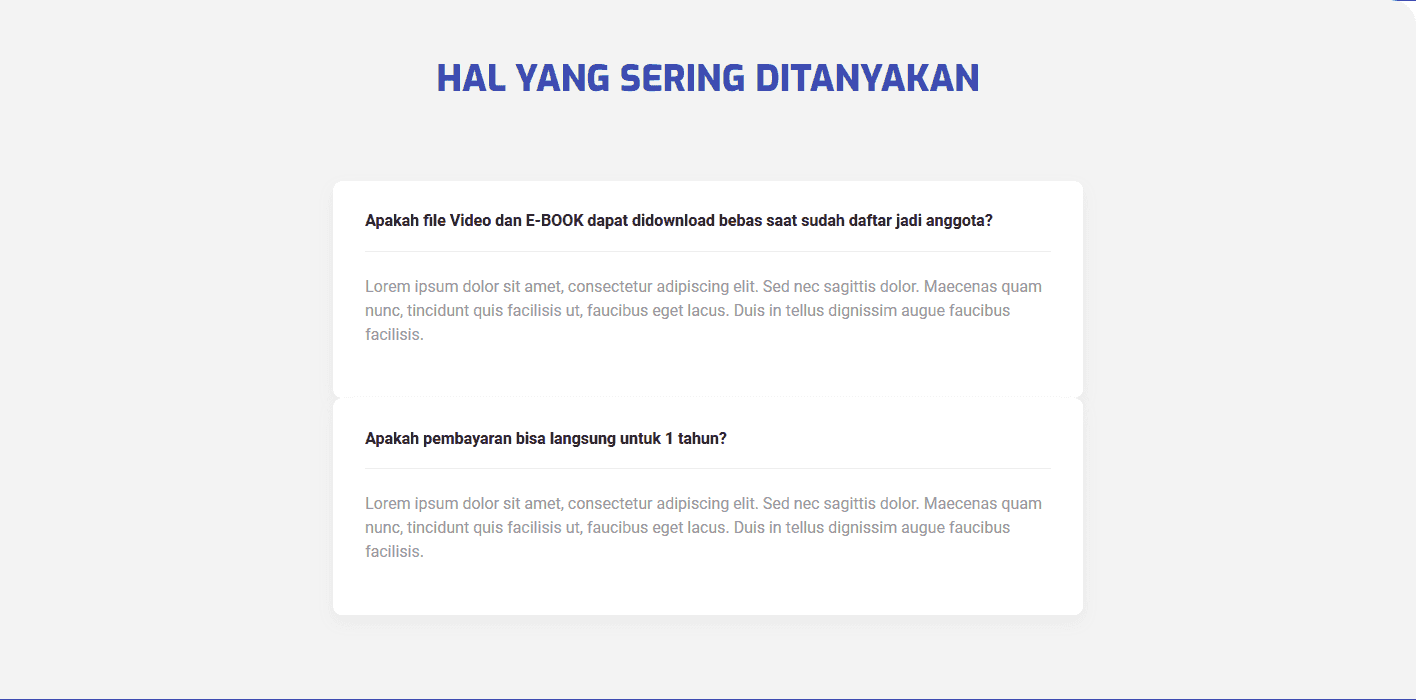 HAL YANG SERING DITANYAKAN
Apakah file Video dan E-BOOK dapat didownload bebas saat sudah daftar jadi anggota?
Lorem ipsum dolor sit amet, consectetur adipiscing elit. Sed nec sagittis dolor. Maecenas quam
nunc, tincidunt quis facilisis ut, faucibus eget lacus. Duis in tellus dignissim augue faucibus
facilisis.
Apakah pembayaran bisa langsung untuk 1 tahun?
Lorem ipsum dolor sit amet, consectetur adipiscing elit. Sed nec sagittis dolor. Maecenas quam
nunc, tincidunt quis facilisis ut, faucibus eget lacus. Duis in tellus dignissim augue faucibus
facilisis.